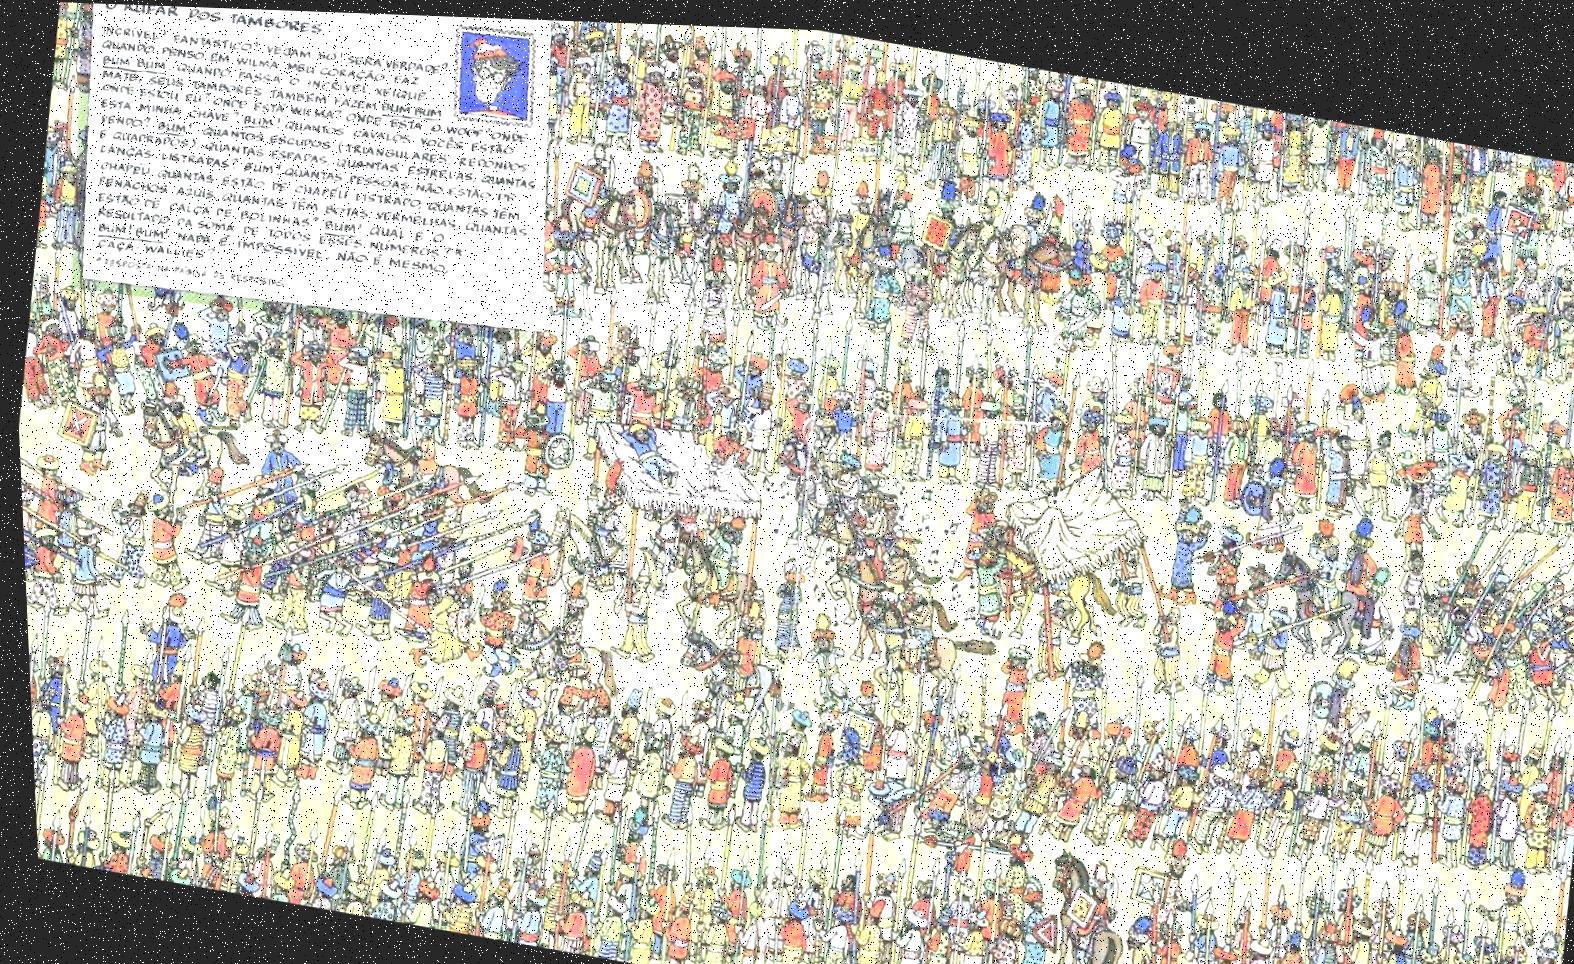 O RUFAR DOS TAMBORES
INCRÍVEL! FANTÁSTICO! VEJAM SÓ! SERÁ VERDADE?
QUANDO PENSO EM WILMA MEU CORAÇÃO FAZ
BUM BUM. QUANDO PASSA O INCRÍVEL XEIQUE
SEUS TAMBORES TAMBÉM FAZEM BUM BUM
ONDE ESTOU EU? ONDE ESTÁ WILMA? ONDE ESTÁ O WOOF? ONDE
ESTÁ MINHA CHAVE? BUM! QUANTOS CAVALOS VOCÊS ESTÃO
VENDO? BUM! QUANTOS ESCUDOS (TRIANGULARES, REDONDOS
E QUADRADOS), QUANTAS ESPADAS, QUANTAS ESTRELAS, QUANTAS
LANÇAS LISTRADAS? BUM! QUANTAS PESSOAS NÃO ESTÃO DE
CHAPÉU, QUANTAS ESTÃO DE CHAPÉU LISTRADO, QUANTAS TÊM
PENACHOS AZUIS, QUANTAS TÊM BOTAS VERMELHAS, QUANTAS
ESTÃO DE CALÇA DE BOLINHAS? BUM! QUAL É O
RESULTADO DA SOMA DE TODOS ESSES NÚMEROS?*
BUM! BUM! NADA É IMPOSSÍVEL, NÃO É MESMO,
CAÇA-WALLIES?